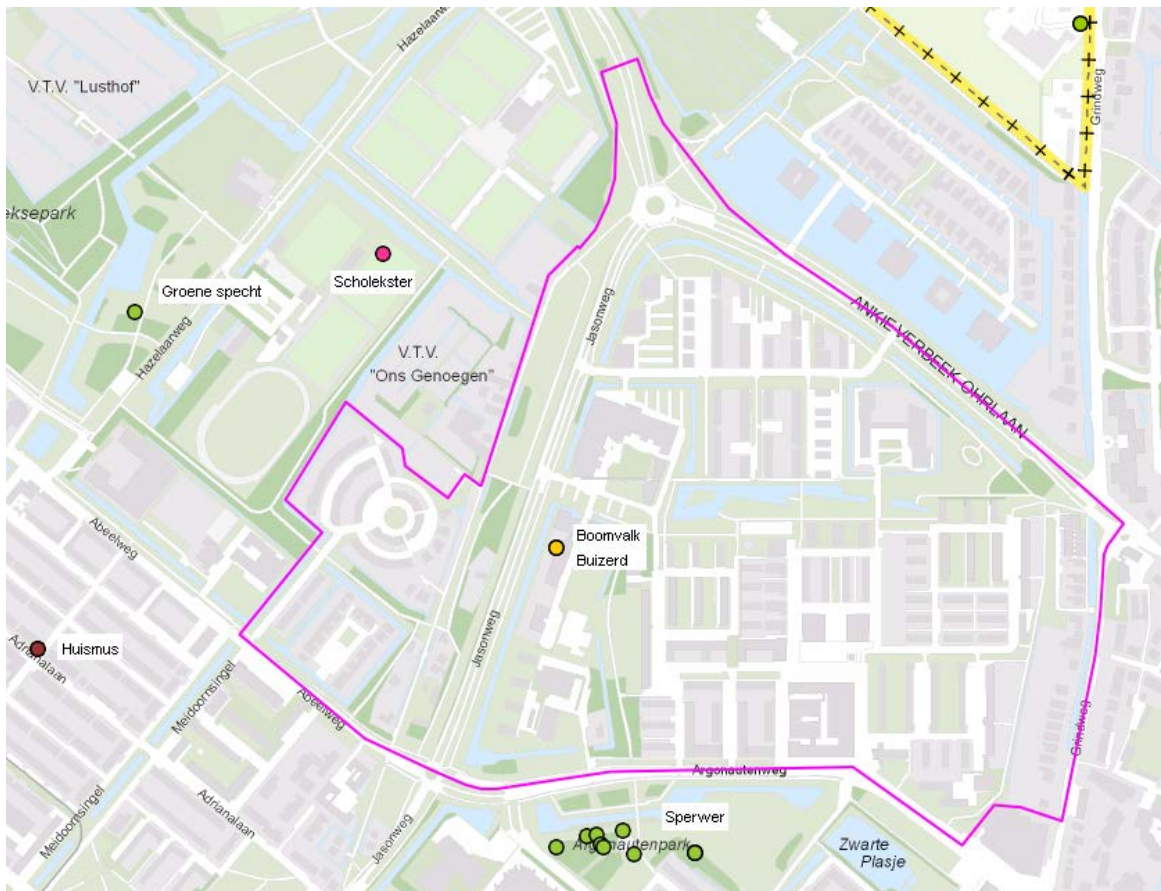 Hazelaarweg
V.T.V. "Lusthof"
Grindweg
eksepark
Groene specht
Scholekster
Hazelaarweg
Jasonweg
ANKIE VERBEEK OHRLAAN
V.T.V.
"Ons Genoegen"
Abeelweg
Boomvalk
Buizerd
Huismus
Adrianalaan
Jasonweg
Meidoornsingel
Abeelweg
Grindweg
Argonautenweg
Adrianalaan
Sperwer
Meidoornsingel
Jasonweg
Argonautenpark
Zwarte
Plasje